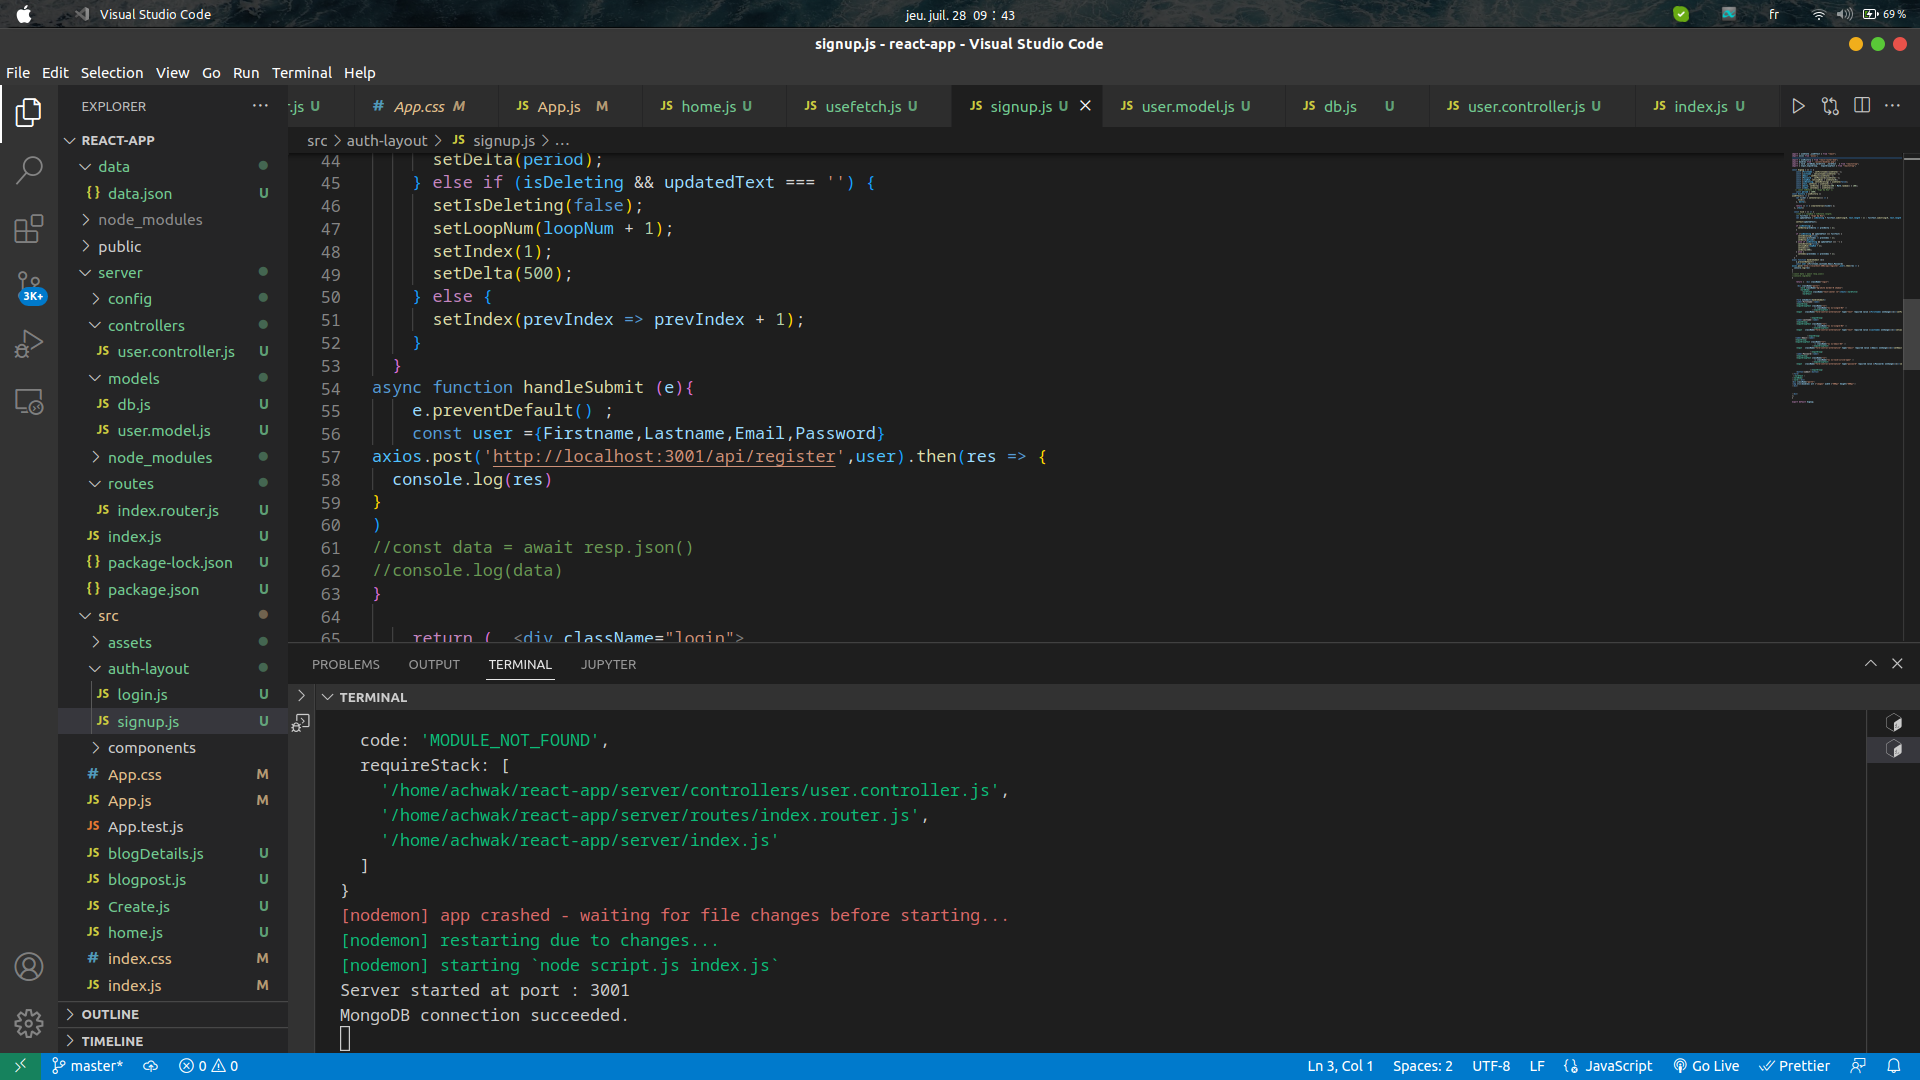 Visual Studio Code
jeu. juil. 28 09 : 43
fr
69 %
signup.js - react-app - Visual Studio Code
File Edit Selection View Go Run Terminal Help
EXPLORER
r.js U
# App.css M
JS App.js M
JS home.js U
JS usefetch.js U
JS signup.js U
JS user.model.js U
JS db.js U
JS user.controller.js U
JS index.js U
src > auth-layout > JS signup.js > ...
REACT-APP
data
{} data.json U
node_modules
public
server
config
controllers
JS user.controller.js U
models
JS db.js U
JS user.model.js U
node_modules
routes
JS index.router.js U
JS index.js U
{} package-lock.json U
{} package.json U
src
assets
auth-layout
JS login.js U
JS signup.js U
components
# App.css M
JS App.js M
JS App.test.js
JS blogDetails.js U
JS blogpost.js U
JS Create.js U
JS home.js U
# index.css M
JS index.js M
OUTLINE
TIMELINE
3K+
44 setDelta(period);
45 } else if (isDeleting && updatedText === '') {
46 setIsDeleting(false);
47 setLoopNum(loopNum + 1);
48 setIndex(1);
49 setDelta(500);
50 } else {
51 setIndex(prevIndex => prevIndex + 1);
52 }
53 }
54 async function handleSubmit (e){
55 e.preventDefault() ;
56 const user ={Firstname,Lastname,Email,Password}
57 axios.post('http://localhost:3001/api/register',user).then(res => {
58 console.log(res)
59 }
60 )
61 //const data = await resp.json()
62 //console.log(data)
63 }
64
65 return ( <div className="login">
PROBLEMS OUTPUT TERMINAL JUPYTER
TERMINAL
code: 'MODULE_NOT_FOUND',
requireStack: [
'/home/achwak/react-app/server/controllers/user.controller.js',
'/home/achwak/react-app/server/routes/index.router.js',
'/home/achwak/react-app/server/index.js'
]
}
[nodemon] app crashed - waiting for file changes before starting...
[nodemon] restarting due to changes...
[nodemon] starting `node script.js index.js`
Server started at port : 3001
MongoDB connection succeeded.
master* 0 0 Ln 3, Col 1 Spaces: 2 UTF-8 LF {} JavaScript Go Live Prettier